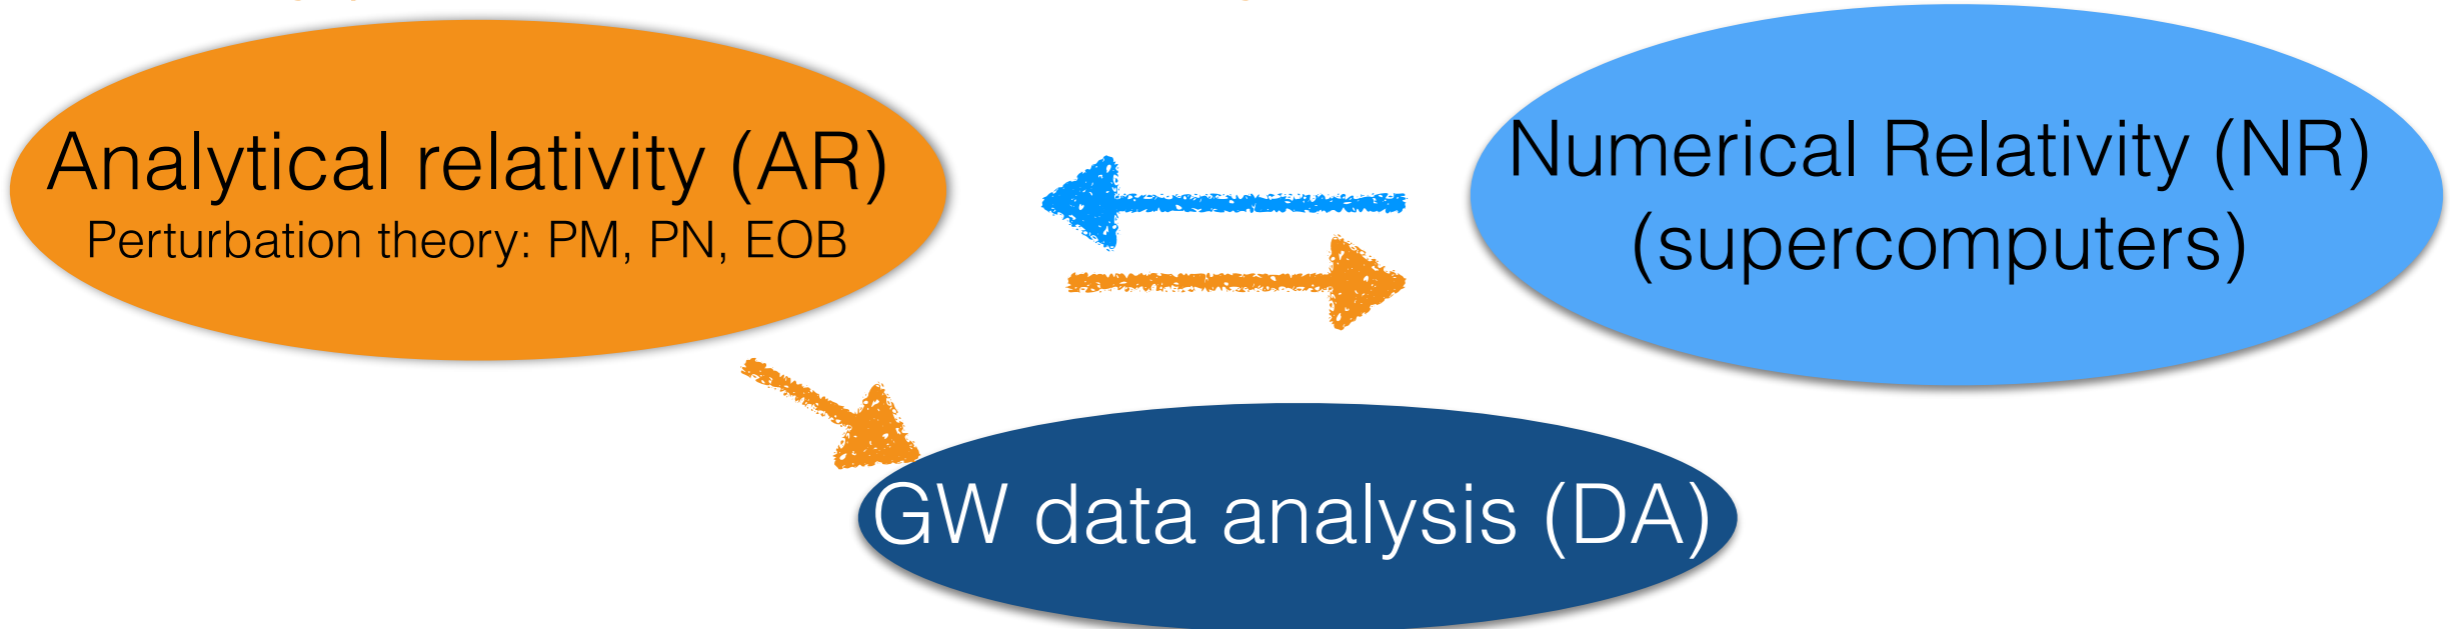 Analytical relativity (AR)
Perturbation theory: PM, PN, EOB
Numerical Relativity (NR)
(supercomputers)
GW data analysis (DA)